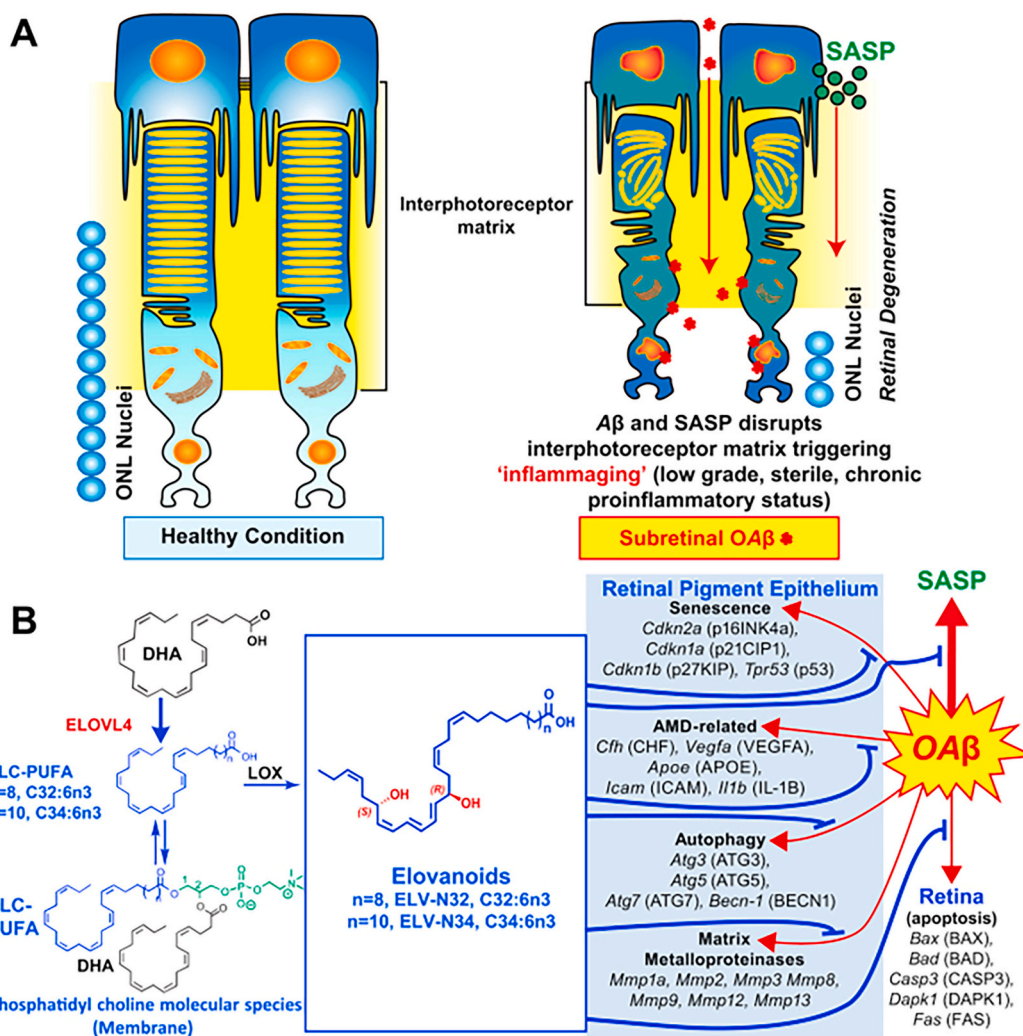 A
SASP
Interphotoreceptor
matrix
ONL Nuclei
ONL Nuclei
Retinal Degeneration
Aβ and SASP disrupts
interphotoreceptor matrix triggering
‘inflammaging’ (low grade, sterile, chronic
proinflammatory status)
Healthy Condition
Subretinal OAβ
B
DHA
O
OH
ELOVL4
LC-PUFA
=8, C32:6n3
=10, C34:6n3
n
O
OH
LOX
LC-
UFA
n
O
O
1
2
O
O
P
O
O
N
O
DHA
hosphatidyl choline molecular species
(Membrane)
O
OH
n
OH
(S)
(R)
OH
Elovanoids
n=8, ELV-N32, C32:6n3
n=10, ELV-N34, C34:6n3
Retinal Pigment Epithelium
Senescence
Cdkn2a (p16INK4a),
Cdkn1a (p21CIP1),
Cdkn1b (p27KIP), Tpr53 (p53)
AMD-related
Cfh (CHF), Vegfa (VEGFA),
Apoe (APOE),
Icam (ICAM), Il1b (IL-1B)
Autophagy
Atg3 (ATG3),
Atg5 (ATG5),
Atg7 (ATG7), Becn-1 (BECN1)
Matrix
Metalloproteinases
Mmp1a, Mmp2, Mmp3 Mmp8,
Mmp9, Mmp12, Mmp13
SASP
OAβ
Retina
(apoptosis)
Bax (BAX),
Bad (BAD),
Casp3 (CASP3),
Dapk1 (DAPK1),
Fas (FAS)